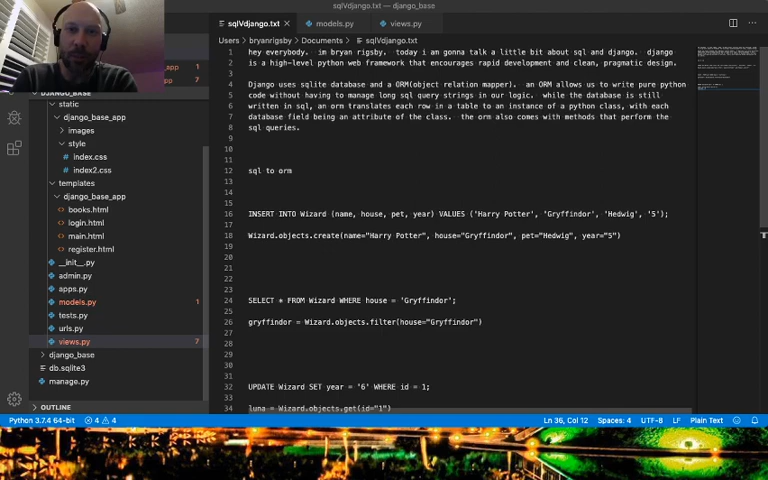 sqlVdjango.txt — django_base
sqlVdjango.txt
models.py
views.py
Users > bryanrigsby > Documents > sqlVdjango.txt
_app 1
app 7
DJANGO_BASE
static
django_base_app
images
style
index.css
index2.css
templates
django_base_app
books.html
login.html
main.html
register.html
__init__.py
admin.py
apps.py
models.py 1
tests.py
urls.py
views.py 7
django_base
db.sqlite3
manage.py
OUTLINE
1 hey everybody. im bryan rigsby. today i am gonna talk a little bit about sql and django. django
2 is a high-level python web framework that encourages rapid development and clean, pragmatic design.
3
4 Django uses sqlite database and a ORM(object relation mapper). an ORM allows us to write pure python
5 code without having to manage long sql query strings in our logic. while the database is still
6 written in sql, an orm translates each row in a table to an instance of a python class, with each
7 database field being an attribute of the class. the orm also comes with methods that perform the
8 sql queries.
9
10
11
12 sql to orm
13
14
15
16 INSERT INTO Wizard (name, house, pet, year) VALUES ('Harry Potter', 'Gryffindor', 'Hedwig', '5');
17
18 Wizard.objects.create(name="Harry Potter", house="Gryffindor", pet="Hedwig", year="5")
19
20
21
22
23
24 SELECT * FROM Wizard WHERE house = 'Gryffindor';
25
26 gryffindor = Wizard.objects.filter(house="Gryffindor")
27
28
29
30
31
32 UPDATE Wizard SET year = '6' WHERE id = 1;
33
34 luna = Wizard.objects.get(id="1")
Python 3.7.4 64-bit 4 4 Ln 36, Col 12 Spaces: 4 UTF-8 LF Plain Text